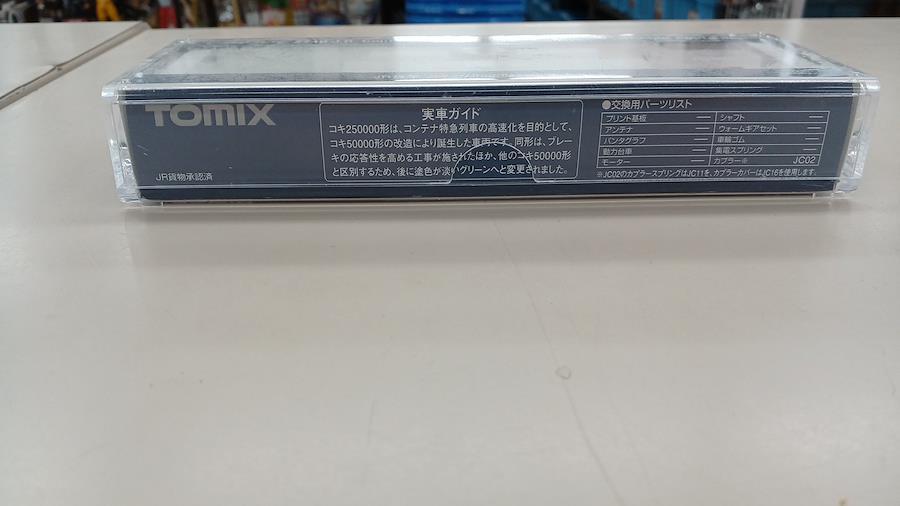 TOMIX
JR貨物承認済
実車ガイド
コキ250000形は、コンテナ特急列車の高速化を目的として、
コキ50000形の改造により誕生した車両です。同形は、ブレー
キの応答性を高める工事が施されたほか、他のコキ50000形
と区別するため、後に塗色が淡いグリーンへと変更されました。
●交換用パーツリスト
プリント基板 ― シャフト ―
アンテナ ― ウォームギアセット ―
パンタグラフ ― 車輪ゴム ―
動力台車 ― 集電スプリング ―
モーター ― カプラー※ JC02
※JC02のカプラースプリングはJC11を、カプラーカバーはJC16を使用します。